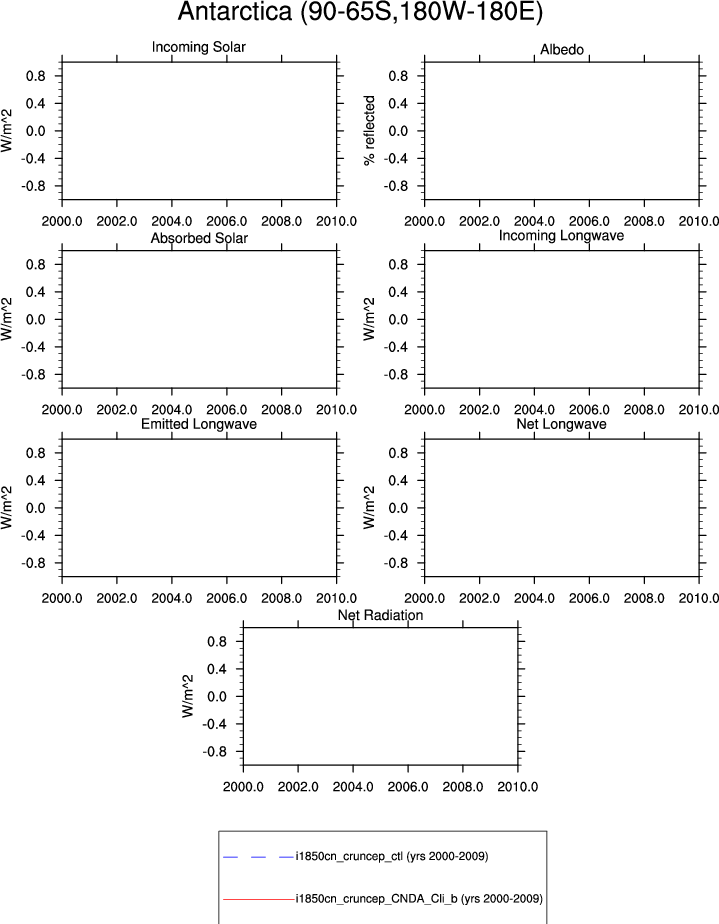 Antarctica (90-65S,180W-180E)
Incoming Solar
W/m^2
0.8
0.4
0.0
-0.4
-0.8
2000.0 2002.0 2004.0 2006.0 2008.0 2010.0
Albedo
% reflected
0.8
0.4
0.0
-0.4
-0.8
2000.0 2002.0 2004.0 2006.0 2008.0 2010.0
Absorbed Solar
W/m^2
0.8
0.4
0.0
-0.4
-0.8
2000.0 2002.0 2004.0 2006.0 2008.0 2010.0
Incoming Longwave
W/m^2
0.8
0.4
0.0
-0.4
-0.8
2000.0 2002.0 2004.0 2006.0 2008.0 2010.0
Emitted Longwave
W/m^2
0.8
0.4
0.0
-0.4
-0.8
2000.0 2002.0 2004.0 2006.0 2008.0 2010.0
Net Longwave
W/m^2
0.8
0.4
0.0
-0.4
-0.8
2000.0 2002.0 2004.0 2006.0 2008.0 2010.0
Net Radiation
W/m^2
0.8
0.4
0.0
-0.4
-0.8
2000.0 2002.0 2004.0 2006.0 2008.0 2010.0
i1850cn_cruncep_ctl (yrs 2000-2009)
i1850cn_cruncep_CNDA_Cli_b (yrs 2000-2009)